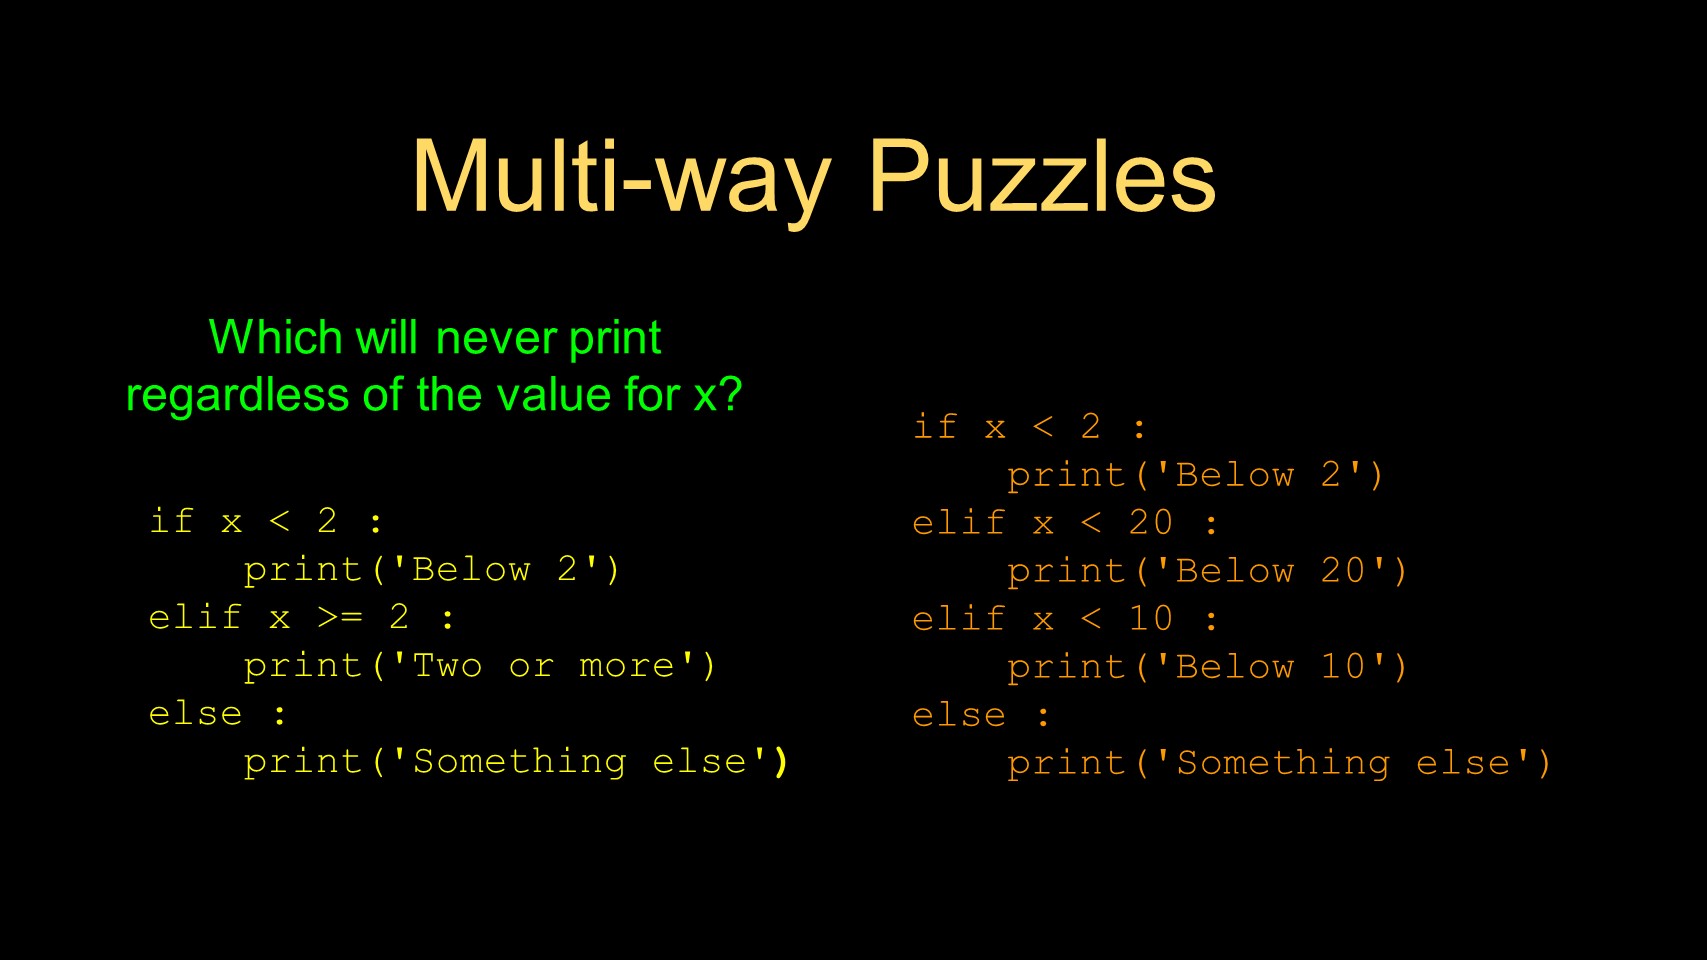 Multi-way Puzzles
Which will never print
regardless of the value for x?
if x < 2 :
    print('Below 2')
elif x >= 2 :
    print('Two or more')
else :
    print('Something else')
if x < 2 :
    print('Below 2')
elif x < 20 :
    print('Below 20')
elif x < 10 :
    print('Below 10')
else :
    print('Something else')